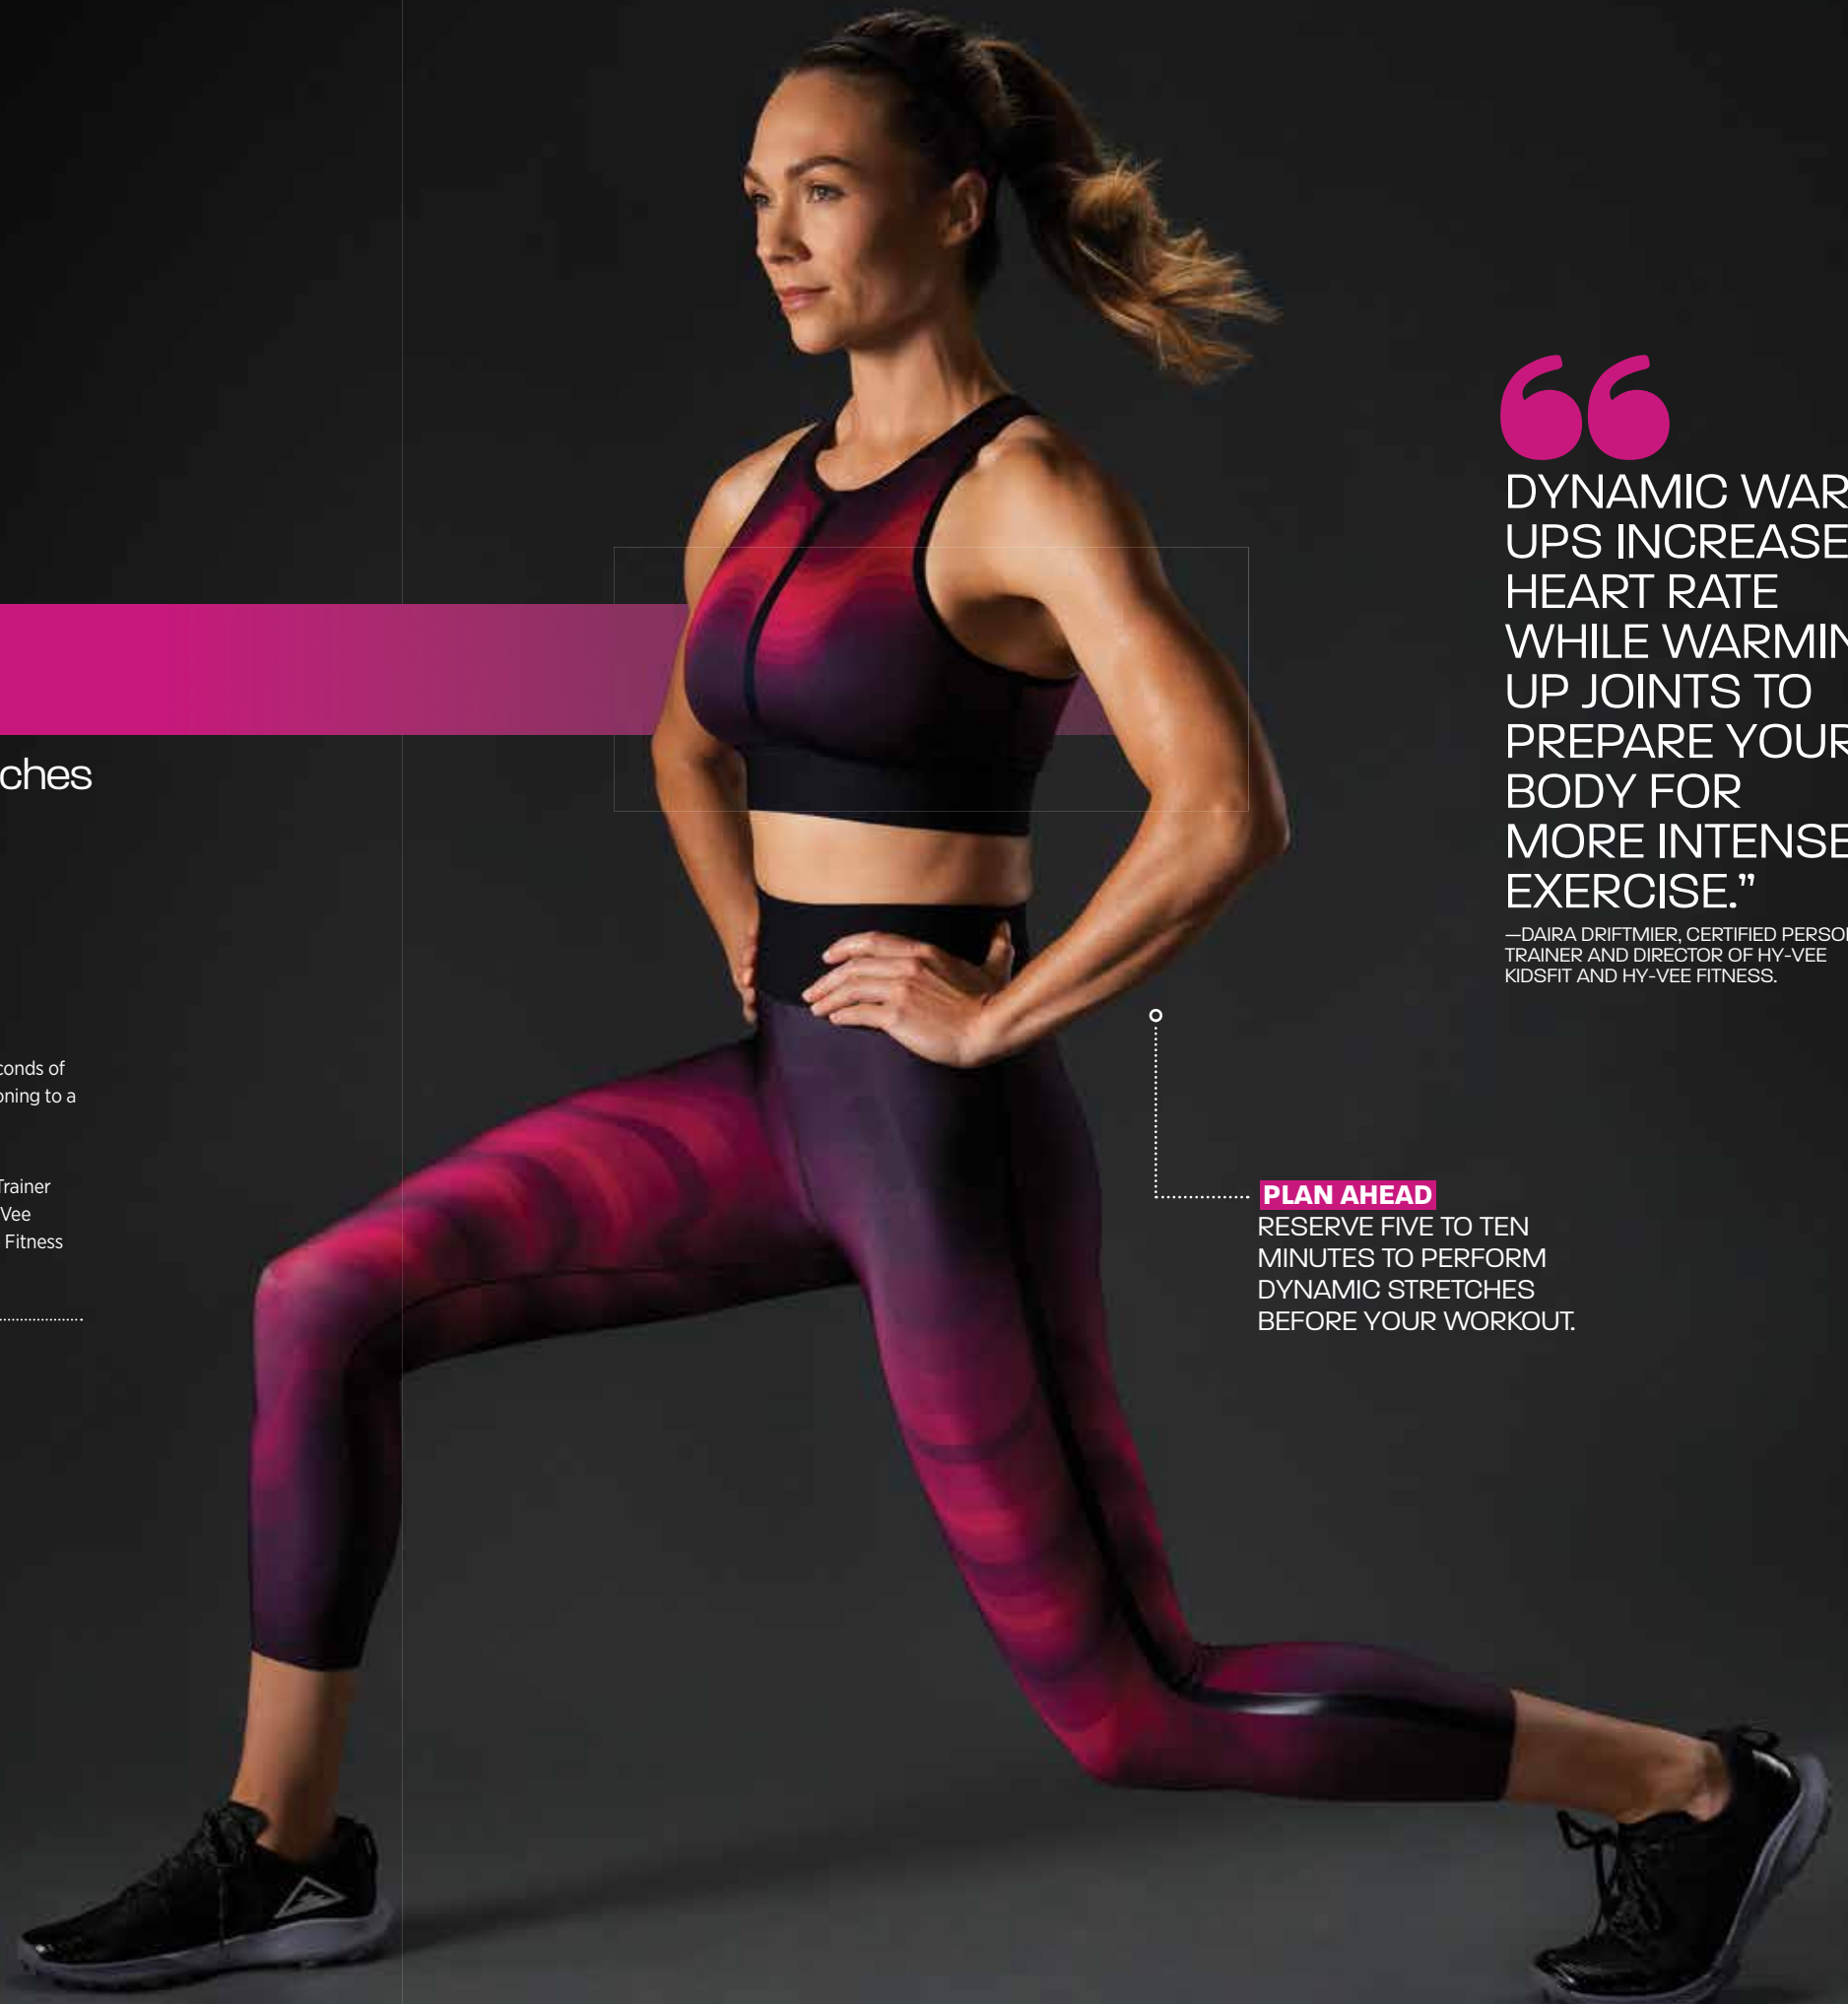 ches
conds of
oning to a
Trainer
Vee
Fitness
“
DYNAMIC WAR
UPS INCREASE
HEART RATE
WHILE WARMIN
UP JOINTS TO
PREPARE YOUR
BODY FOR
MORE INTENSE
EXERCISE.”
—DAIRA DRIFTMIER, CERTIFIED PERSON
TRAINER AND DIRECTOR OF HY-VEE
KIDSFIT AND HY-VEE FITNESS.
PLAN AHEAD
RESERVE FIVE TO TEN
MINUTES TO PERFORM
DYNAMIC STRETCHES
BEFORE YOUR WORKOUT.